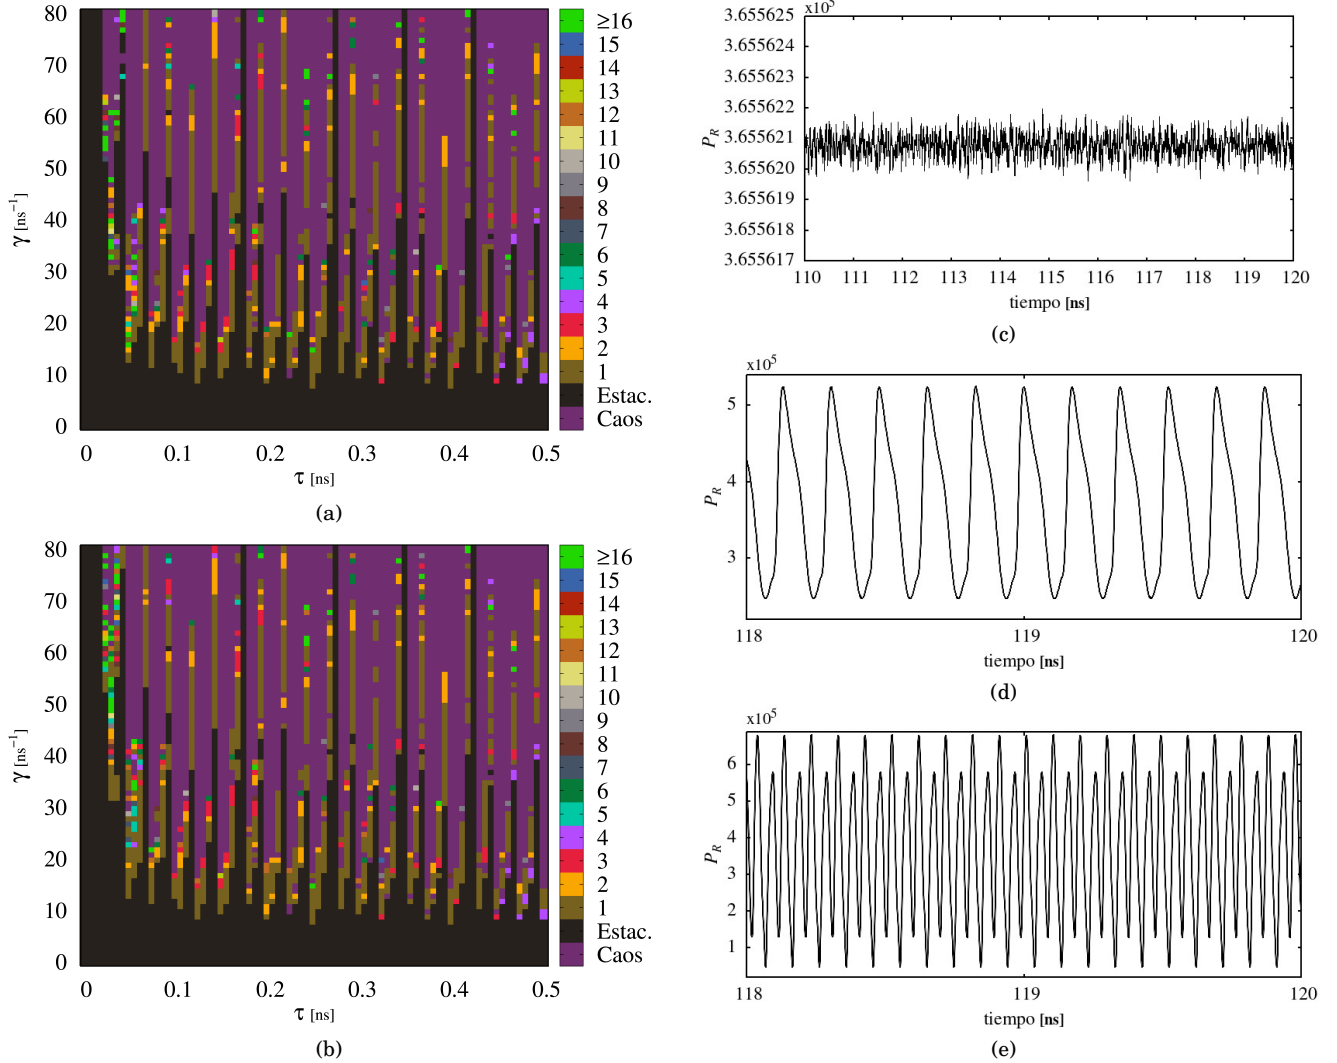 80
70
60
50
40
30
20
10
0
γ [ns⁻¹]
0 0.1 0.2 0.3 0.4 0.5
τ [ns]
≥16
15
14
13
12
11
10
9
8
7
6
5
4
3
2
1
Estac.
Caos
(a)
80
70
60
50
40
30
20
10
0
γ [ns⁻¹]
0 0.1 0.2 0.3 0.4 0.5
τ [ns]
≥16
15
14
13
12
11
10
9
8
7
6
5
4
3
2
1
Estac.
Caos
(b)
x10⁵
3.655625
3.655624
3.655623
3.655622
3.655621
3.655620
3.655619
3.655618
3.655617
P_R
110 111 112 113 114 115 116 117 118 119 120
tiempo [ns]
(c)
x10⁵
5
4
3
P_R
118 119 120
tiempo [ns]
(d)
x10⁵
6
5
4
3
2
1
P_R
118 119 120
tiempo [ns]
(e)